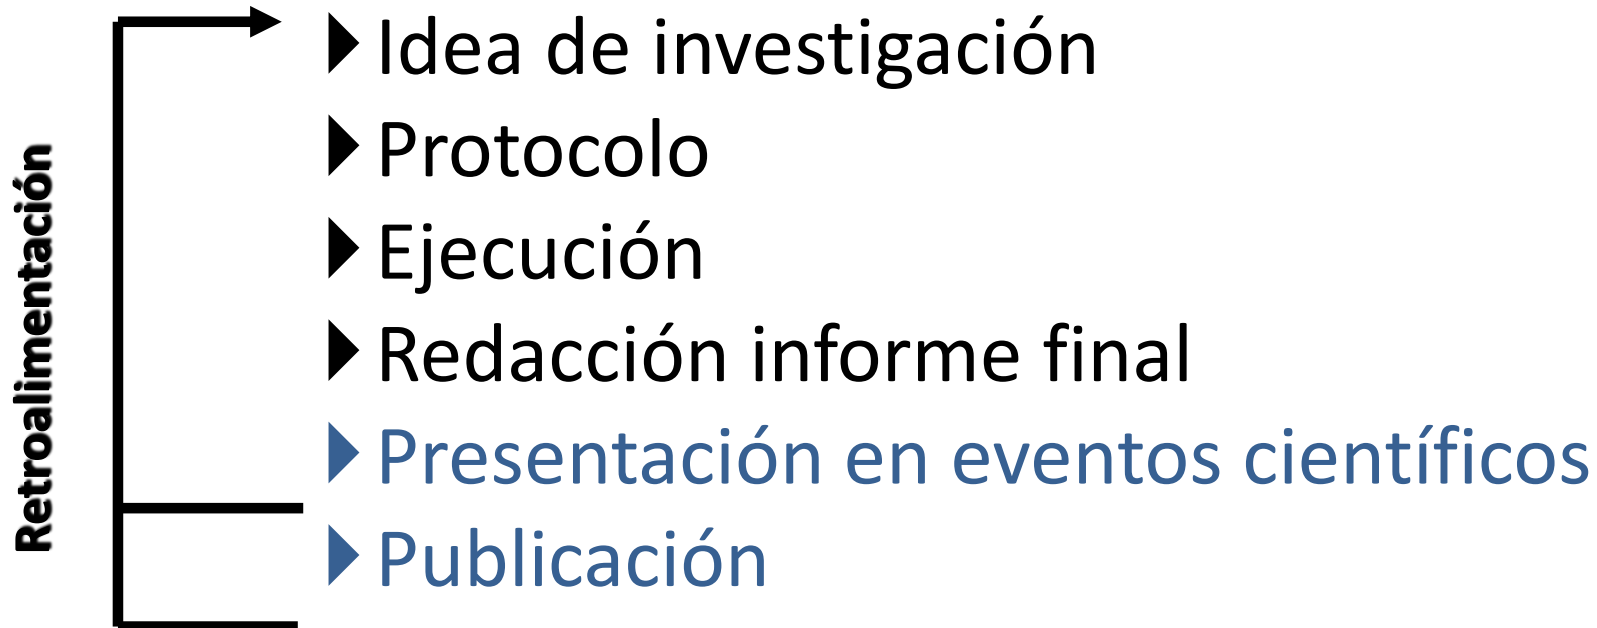 Retroalimentación
Idea de investigación
Protocolo
Ejecución
Redacción informe final
Presentación en eventos científicos
Publicación